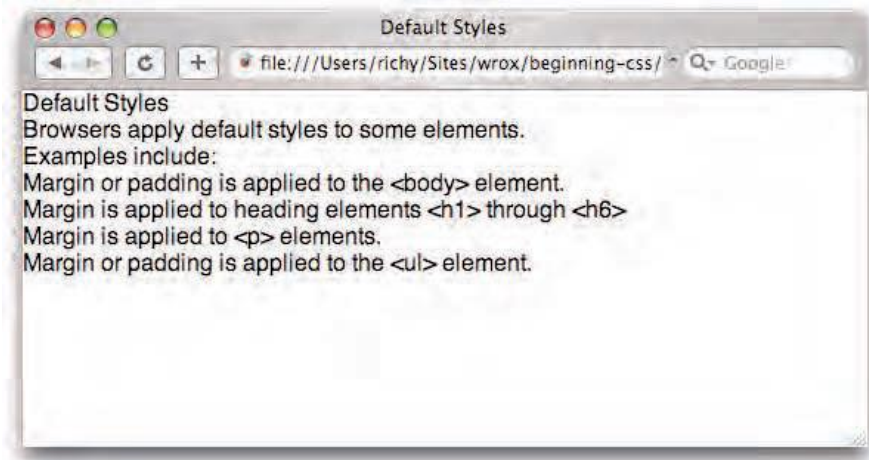 Default Styles
file:///Users/richy/Sites/wrox/beginning-css/
Google
Default Styles
Browsers apply default styles to some elements.
Examples include:
Margin or padding is applied to the <body> element.
Margin is applied to heading elements <h1> through <h6>
Margin is applied to <p> elements.
Margin or padding is applied to the <ul> element.